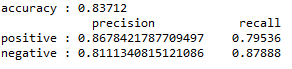 accuracy : 0.83712
precision recall
positive : 0.8678421787709497 0.79536
negative : 0.8111340815121086 0.87888